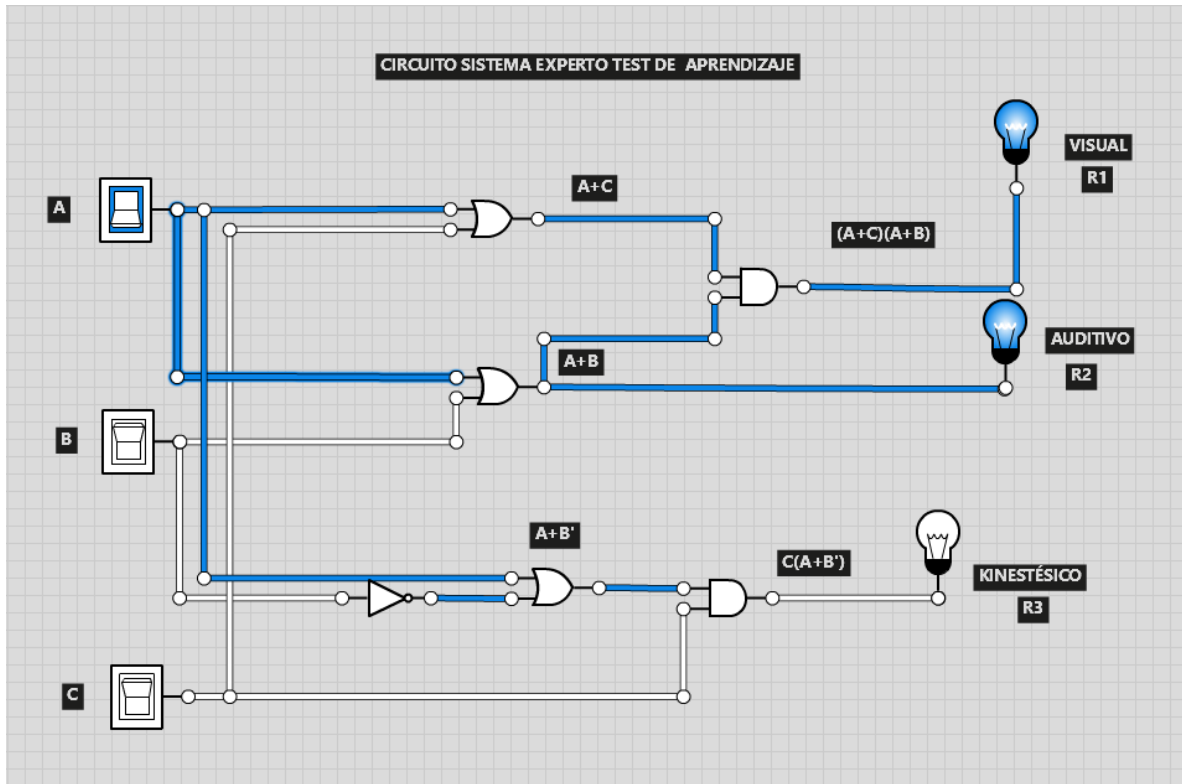 CIRCUITO SISTEMA EXPERTO TEST DE APRENDIZAJE
VISUAL
R1
A+C
A
(A+C)(A+B)
AUDITIVO
R2
A+B
B
A+B'
C(A+B')
KINESTÉSICO
R3
C